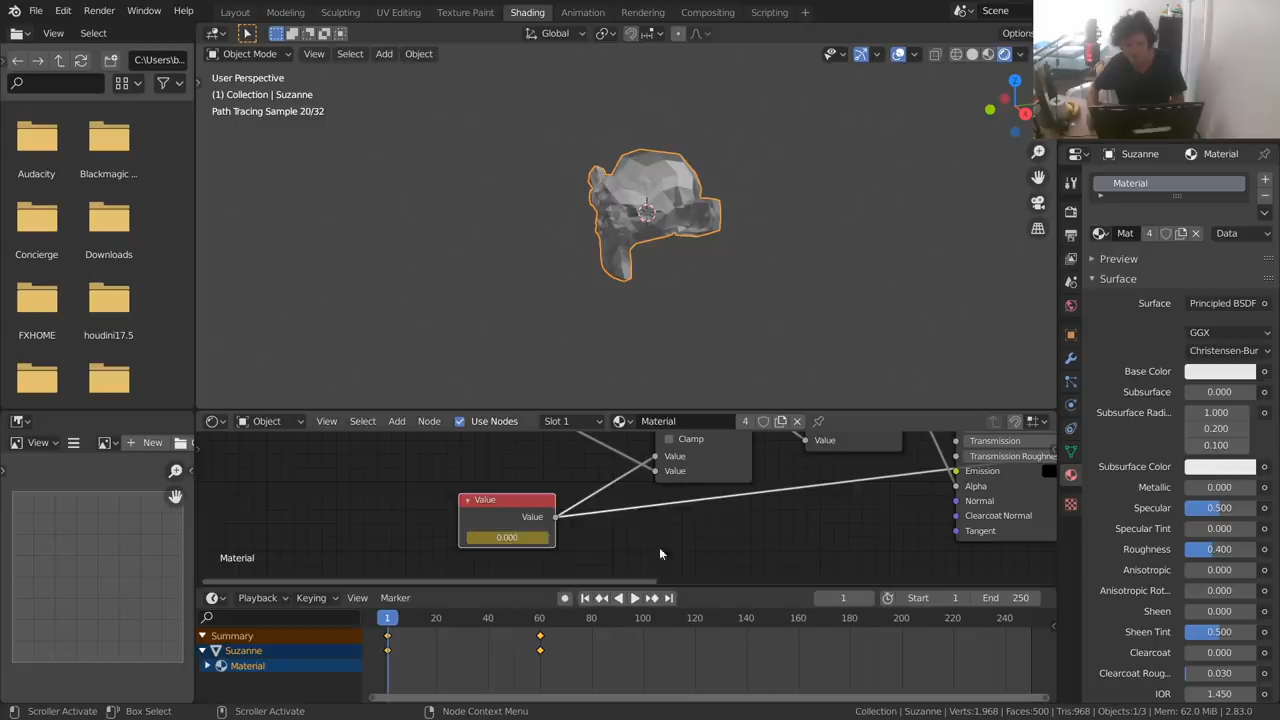 File Edit Render Window Help Layout Modeling Sculpting UV Editing Texture Paint Shading Animation Rendering Compositing Scripting + Scene
View Select Global Options
C:\Users\b... Object Mode View Select Add Object
User Perspective
(1) Collection | Suzanne
Path Tracing Sample 20/32
Z
X
Audacity Blackmagic ...
Concierge Downloads
FXHOME houdini17.5
Suzanne Material
Material
Mat 4 Data
Preview
Surface
Surface Principled BSDF
GGX
Christensen-Bur
Base Color
Subsurface 0.000
Subsurface Radi... 1.000
0.200
0.100
Subsurface Color
Metallic 0.000
Specular 0.500
Specular Tint 0.000
Roughness 0.400
Anisotropic 0.000
Anisotropic Rot... 0.000
Sheen 0.000
Sheen Tint 0.500
Clearcoat 0.000
Clearcoat Roug... 0.030
IOR 1.450
Object View Select Add Node Use Nodes Slot 1 Material 4
View + New
Clamp
Value
Value
Value
Transmission
Transmission Roughne
Emission
Alpha
Normal
Clearcoat Normal
Tangent
Value
Value
0.000
Material
Playback Keying View Marker 1 Start 1 End 250
1 20 40 60 80 100 120 140 160 180 200 220 240
Summary
Suzanne
Material
Scroller Activate Box Select Scroller Activate Node Context Menu Collection | Suzanne | Verts:1,968 | Faces:500 | Tris:968 | Objects:1/3 | Mem: 62.0 MiB | 2.83.0